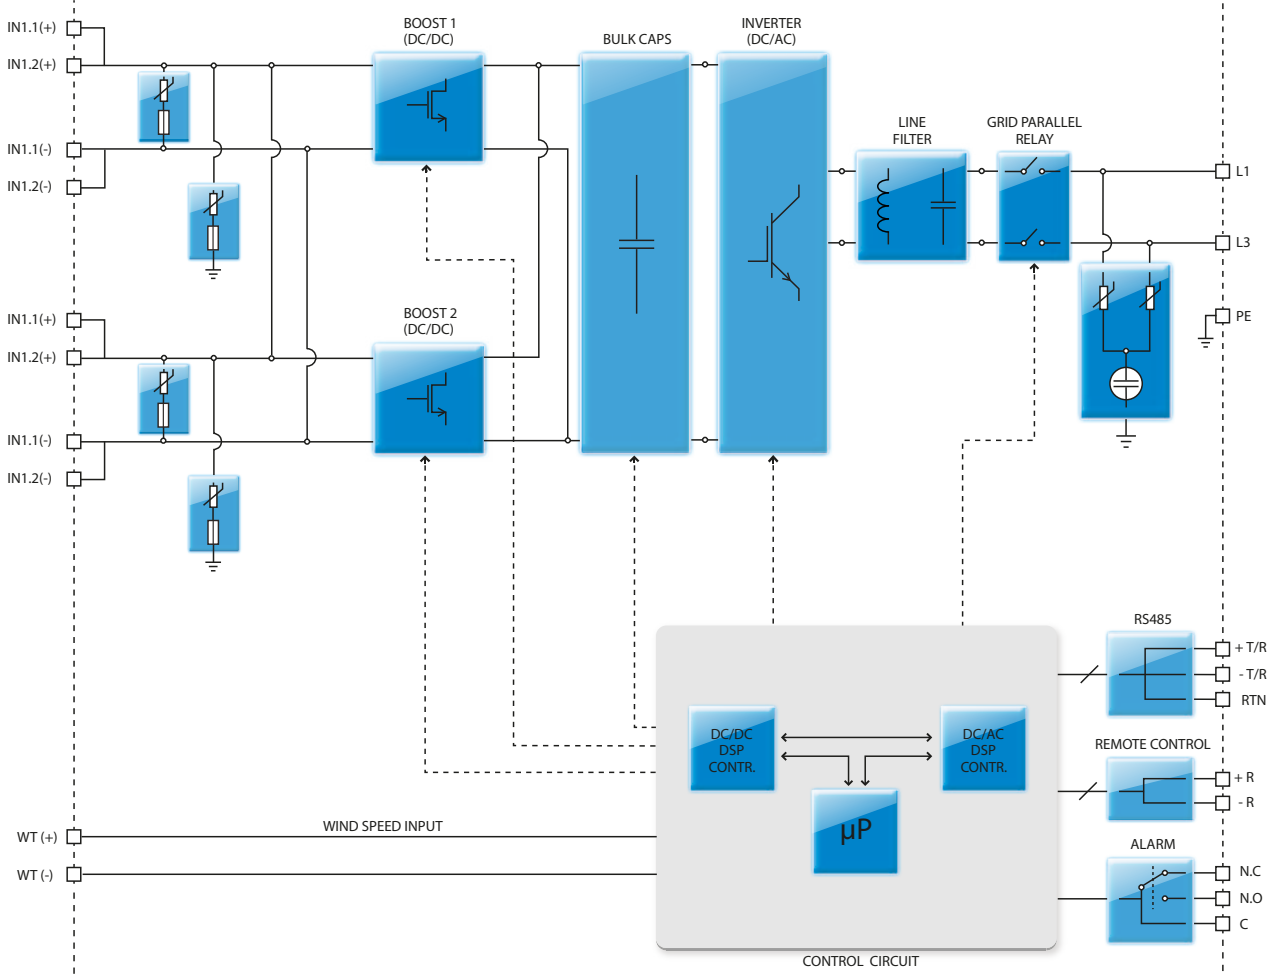 IN1.1(+)
IN1.2(+)
IN1.1(-)
IN1.2(-)
IN1.1(+)
IN1.2(+)
IN1.1(-)
IN1.2(-)
WT (+)
WT (-)
WIND SPEED INPUT
BOOST 1
(DC/DC)
BOOST 2
(DC/DC)
BULK CAPS
INVERTER
(DC/AC)
LINE
FILTER
GRID PARALLEL
RELAY
L1
L3
PE
DC/DC
DSP
CONTR.
DC/AC
DSP
CONTR.
µP
CONTROL CIRCUIT
RS485
+ T/R
- T/R
RTN
REMOTE CONTROL
+ R
- R
ALARM
N.C
N.O
C